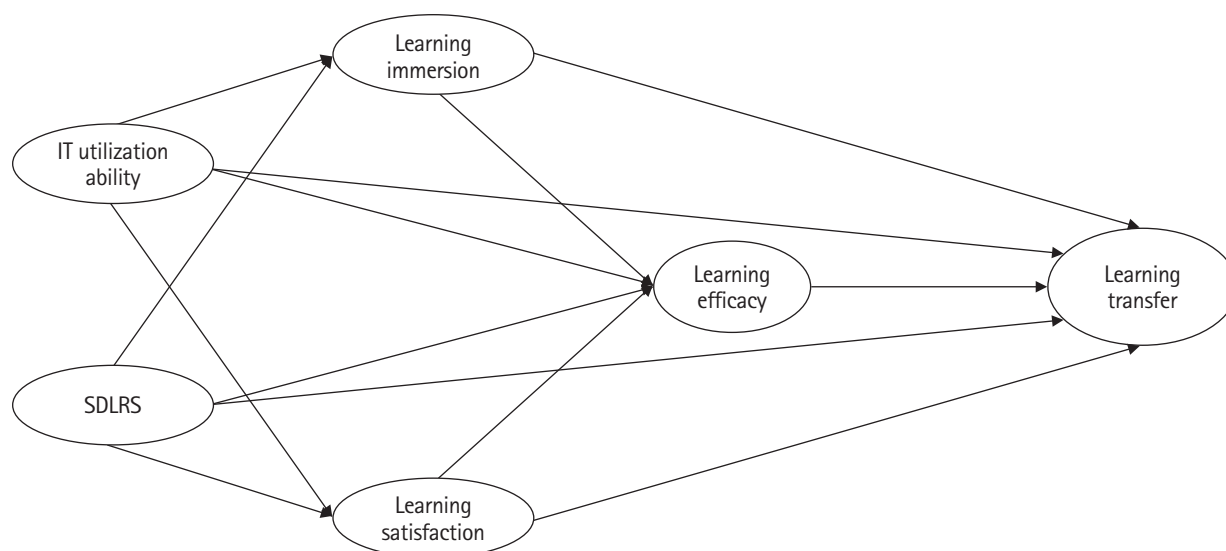 Learning
immersion
IT utilization
ability
Learning
efficacy
Learning
transfer
SDLRS
Learning
satisfaction